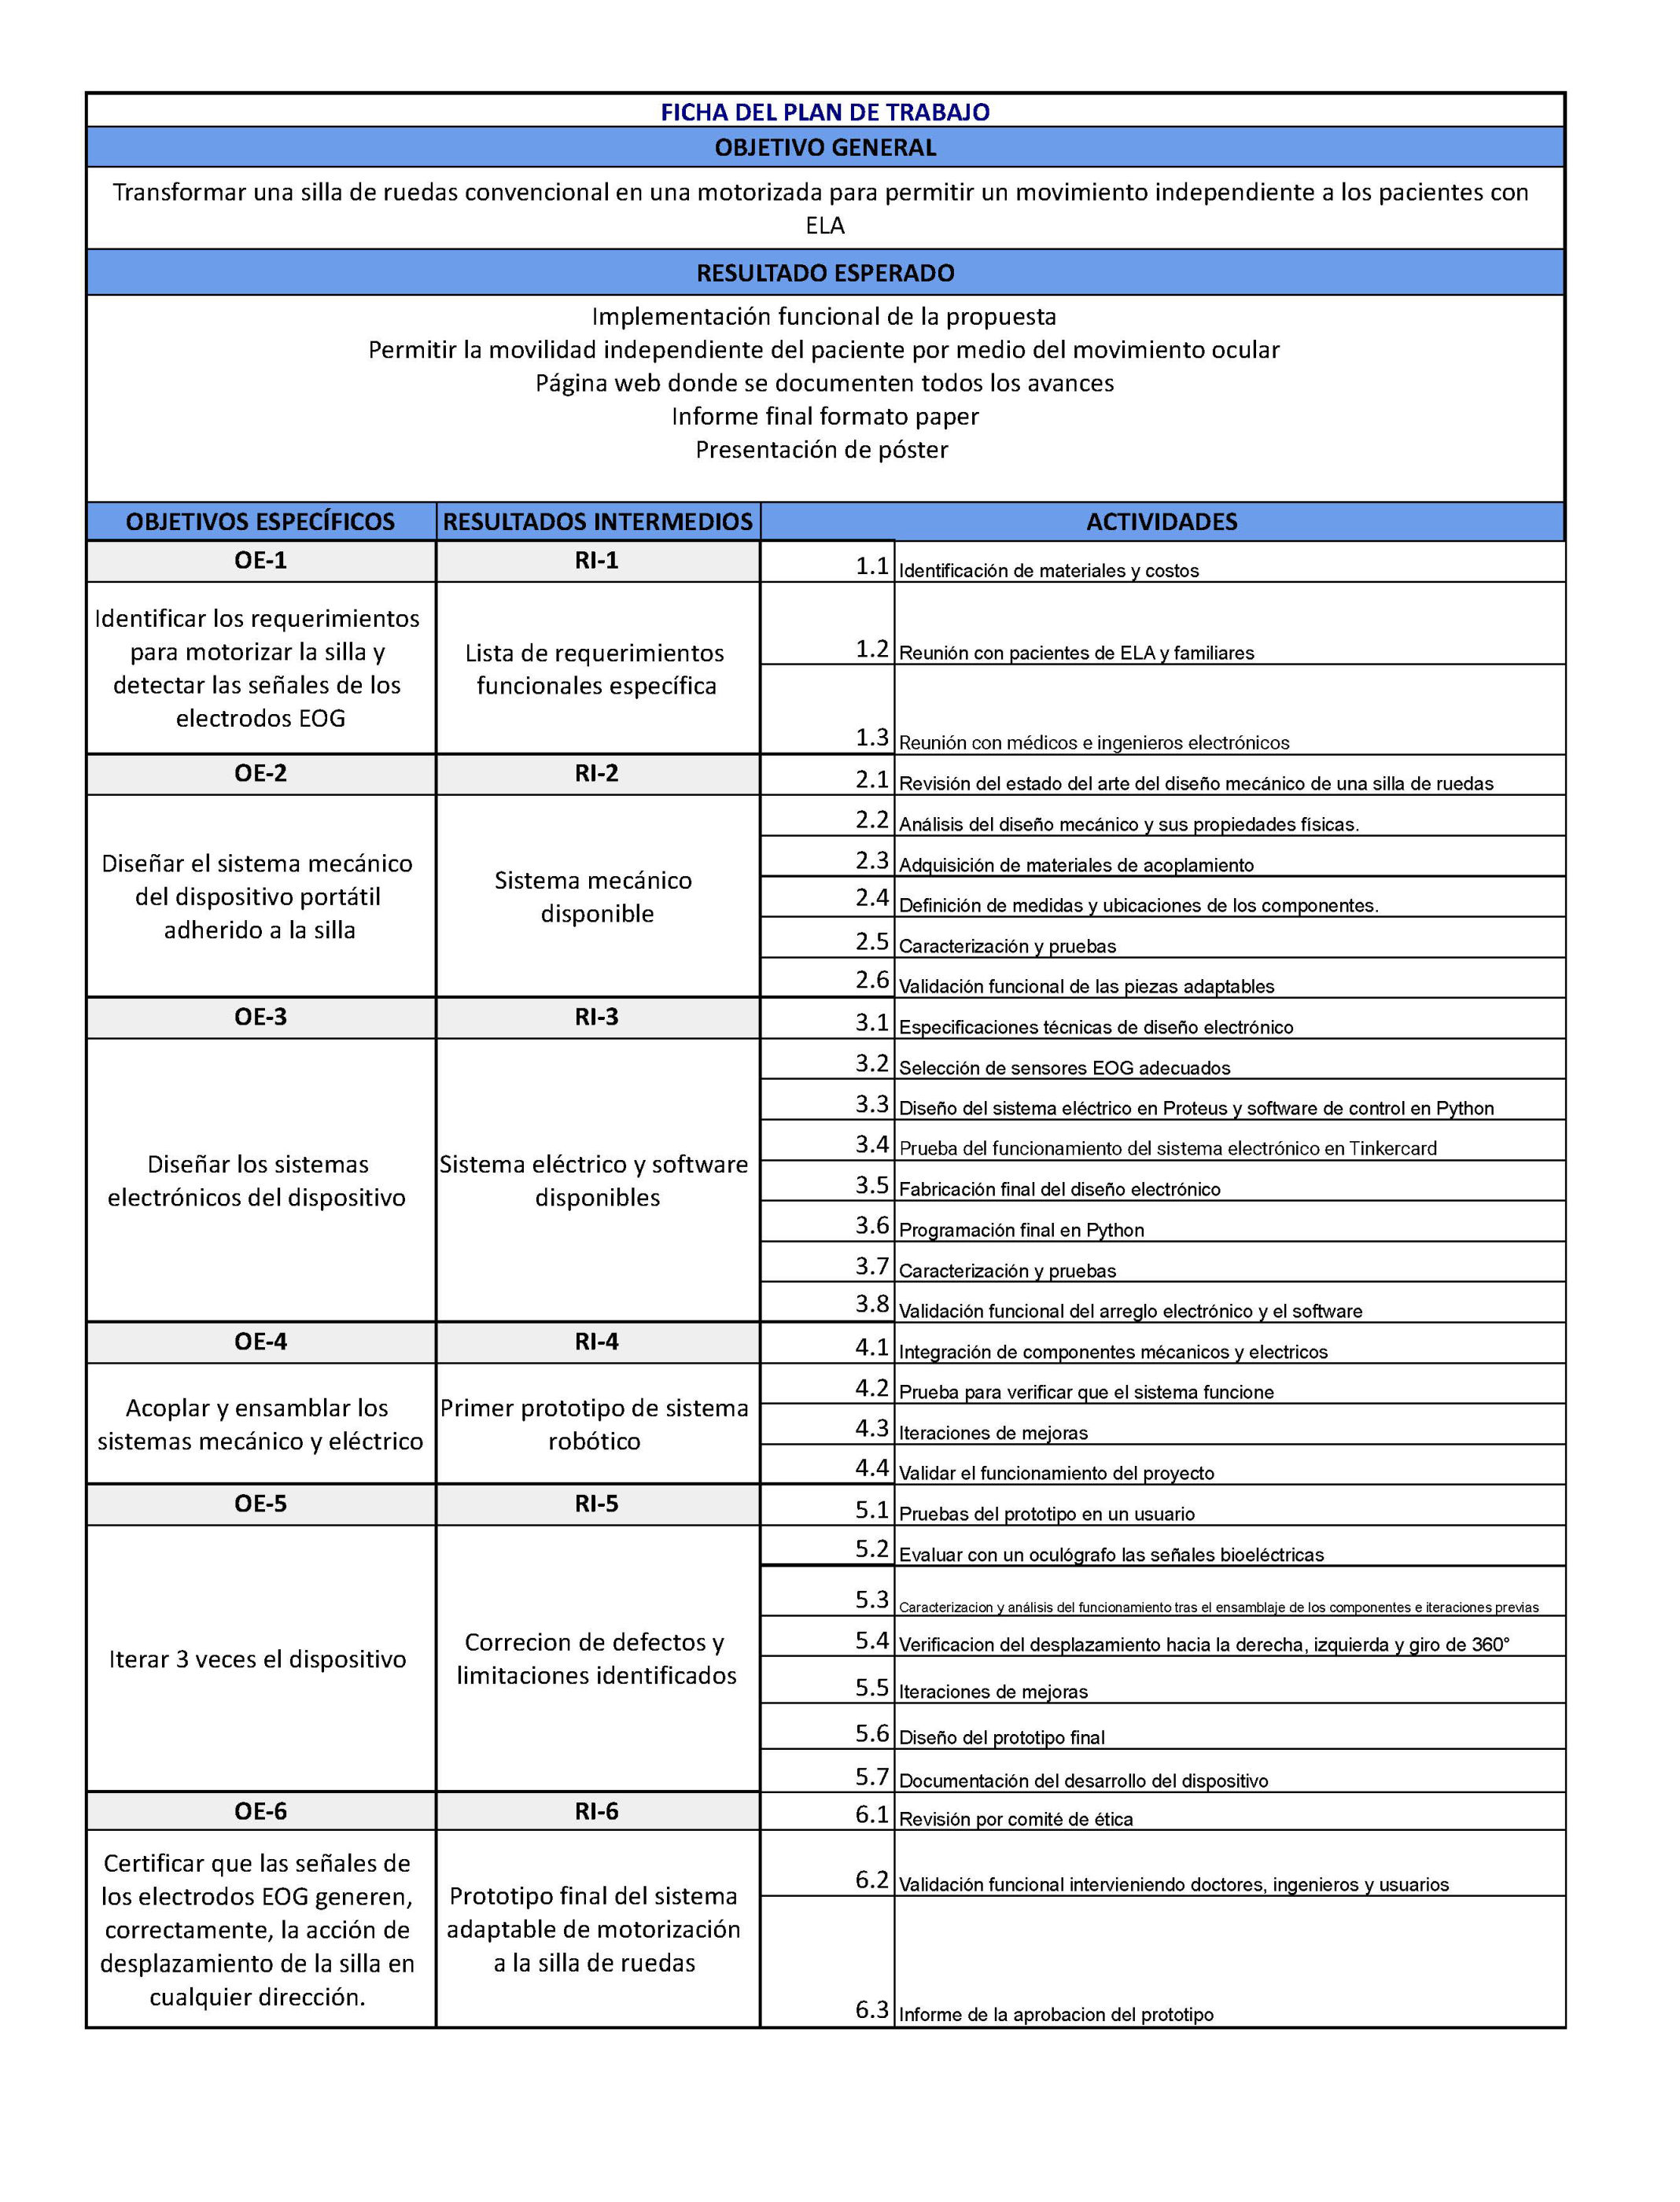 FICHA DEL PLAN DE TRABAJO
OBJETIVO GENERAL
Transformar una silla de ruedas convencional en una motorizada para permitir un movimiento independiente a los pacientes con
ELA
RESULTADO ESPERADO
Implementación funcional de la propuesta
Permitir la movilidad independiente del paciente por medio del movimiento ocular
Página web donde se documenten todos los avances
Informe final formato paper
Presentación de póster
OBJETIVOS ESPECÍFICOS RESULTADOS INTERMEDIOS ACTIVIDADES
OE-1 RI-1
1.1 Identificación de materiales y costos
Identificar los requerimientos
para motorizar la silla y
detectar las señales de los
electrodos EOG
Lista de requerimientos
funcionales específica
1.2 Reunión con pacientes de ELA y familiares
1.3 Reunión con médicos e ingenieros electrónicos
OE-2 RI-2
2.1 Revisión del estado del arte del diseño mecánico de una silla de ruedas
Diseñar el sistema mecánico
del dispositivo portátil
adherido a la silla
Sistema mecánico
disponible
2.2 Análisis del diseño mecánico y sus propiedades físicas.
2.3 Adquisición de materiales de acoplamiento
2.4 Definición de medidas y ubicaciones de los componentes.
2.5 Caracterización y pruebas
2.6 Validación funcional de las piezas adaptables
OE-3 RI-3
3.1 Especificaciones técnicas de diseño electrónico
Diseñar los sistemas
electrónicos del dispositivo
Sistema eléctrico y software
disponibles
3.2 Selección de sensores EOG adecuados
3.3 Diseño del sistema eléctrico en Proteus y software de control en Python
3.4 Prueba del funcionamiento del sistema electrónico en Tinkercard
3.5 Fabricación final del diseño electrónico
3.6 Programación final en Python
3.7 Caracterización y pruebas
3.8 Validación funcional del arreglo electrónico y el software
OE-4 RI-4
4.1 Integración de componentes mécanicos y electricos
Acoplar y ensamblar los
sistemas mecánico y eléctrico
Primer prototipo de sistema
robótico
4.2 Prueba para verificar que el sistema funcione
4.3 Iteraciones de mejoras
4.4 Validar el funcionamiento del proyecto
OE-5 RI-5
5.1 Pruebas del prototipo en un usuario
Iterar 3 veces el dispositivo
Correcion de defectos y
limitaciones identificados
5.2 Evaluar con un oculógrafo las señales bioeléctricas
5.3 Caracterizacion y análisis del funcionamiento tras el ensamblaje de los componentes e iteraciones previas
5.4 Verificacion del desplazamiento hacia la derecha, izquierda y giro de 360°
5.5 Iteraciones de mejoras
5.6 Diseño del prototipo final
5.7 Documentación del desarrollo del dispositivo
OE-6 RI-6
6.1 Revisión por comité de ética
Certificar que las señales de
los electrodos EOG generen,
correctamente, la acción de
desplazamiento de la silla en
cualquier dirección.
Prototipo final del sistema
adaptable de motorización
a la silla de ruedas
6.2 Validación funcional intervieniendo doctores, ingenieros y usuarios
6.3 Informe de la aprobacion del prototipo